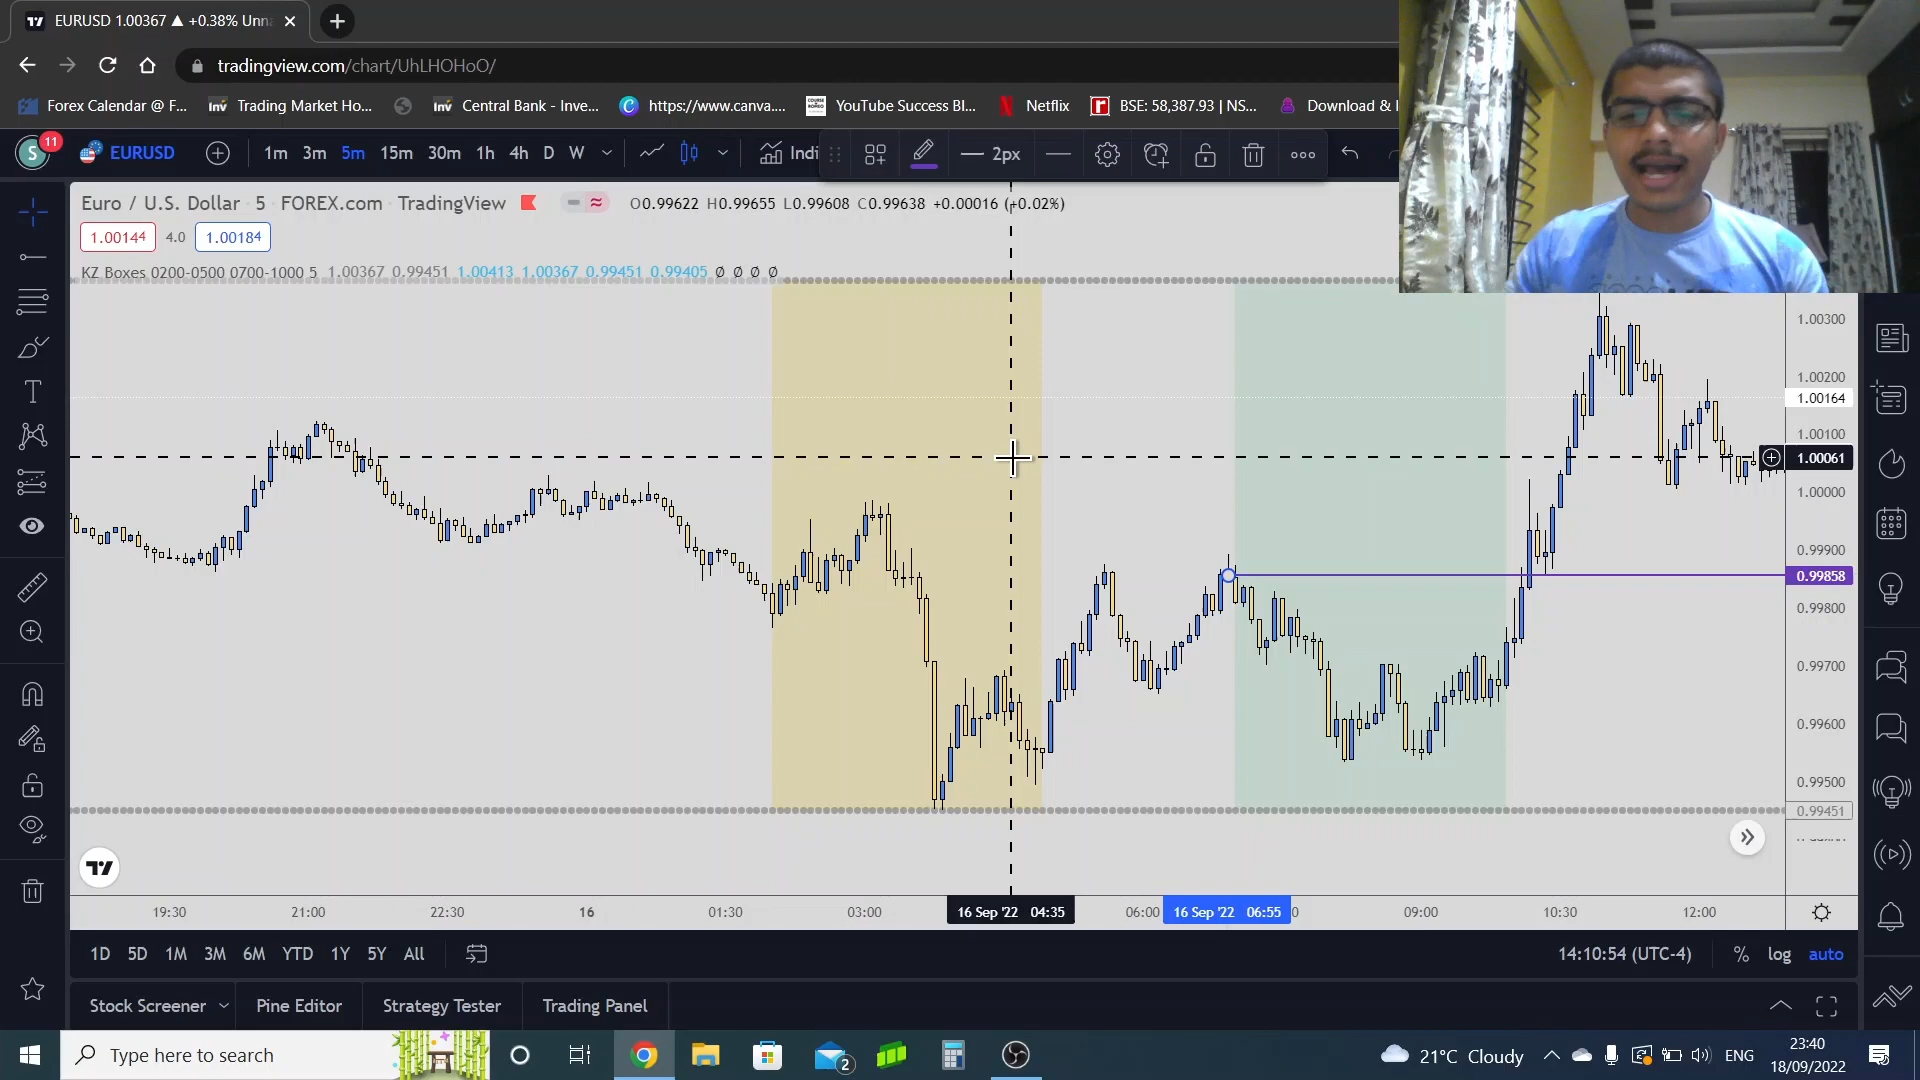 EURUSD 1.00367 ▲ +0.38% Unna
tradingview.com/chart/UhLHOHoO/
Forex Calendar @ F... Trading Market Ho... Central Bank - Inve... https://www.canva.... YouTube Success Bl... Netflix BSE: 58,387.93 | NS... Download & I
S 11 EURUSD 1m 3m 5m 15m 30m 1h 4h D W Indi 2px
Euro / U.S. Dollar · 5 · FOREX.com · TradingView O0.99622 H0.99655 L0.99608 C0.99638 +0.00016 (+0.02%)
1.00144 4.0 1.00184
KZ Boxes 0200-0500 0700-1000 5 1.00367 0.99451 1.00413 1.00367 0.99451 0.99405 Ø Ø Ø Ø
1.00300
1.00200
1.00164
1.00100
1.00061
1.00000
0.99900
0.99858
0.99800
0.99700
0.99600
0.99500
0.99451
19:30 21:00 22:30 16 01:30 03:00 16 Sep '22 04:35 06:00 16 Sep '22 06:55 09:00 10:30 12:00
1D 5D 1M 3M 6M YTD 1Y 5Y All 14:10:54 (UTC-4) % log auto
Stock Screener Pine Editor Strategy Tester Trading Panel
Type here to search 2 21°C Cloudy ENG 23:40
18/09/2022